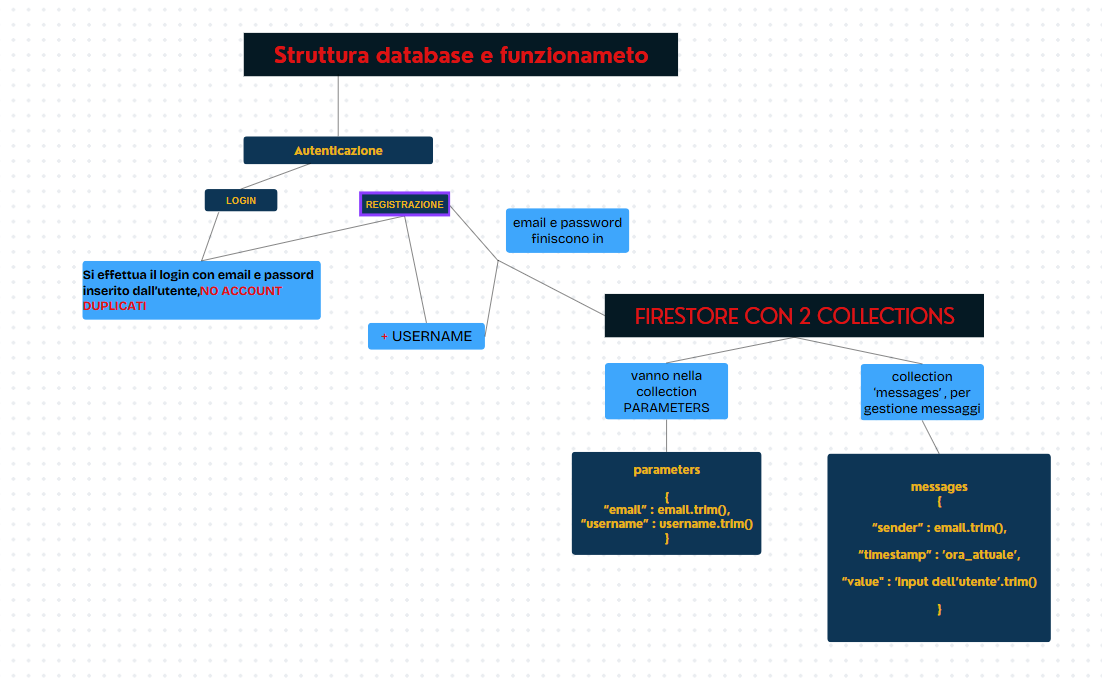 Struttura database e funzionameto
Autenticazione
LOGIN
REGISTRAZIONE
email e password
finiscono in
Si effettua il login con email e passord
inserito dall'utente,NO ACCOUNT
DUPLICATI
+ USERNAME
FIRESTORE CON 2 COLLECTIONS
vanno nella
collection
PARAMETERS
collection
‘messages’ , per
gestione messaggi
parameters
{
“email” : email.trim(),
“username” : username.trim()
}
messages
{
“sender” : email.trim(),
“timestamp” : ‘ora_attuale’,
“value” : ‘input dell’utente’.trim()
}